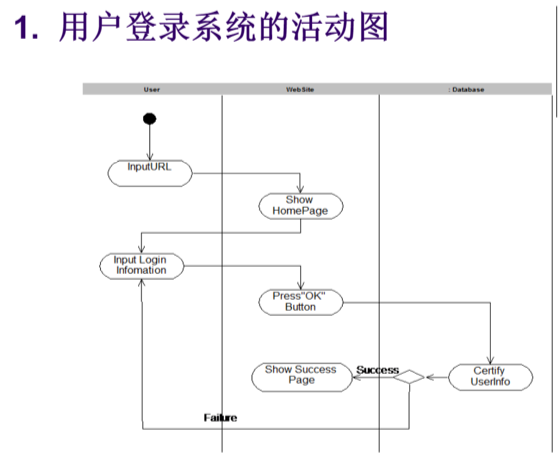 1. 用户登录系统的活动图
User
WebSite
: Database
InputURL
Show
HomePage
Input Login
Infomation
Press"OK"
Button
Show Success
Page
Success
Certify
UserInfo
Failure